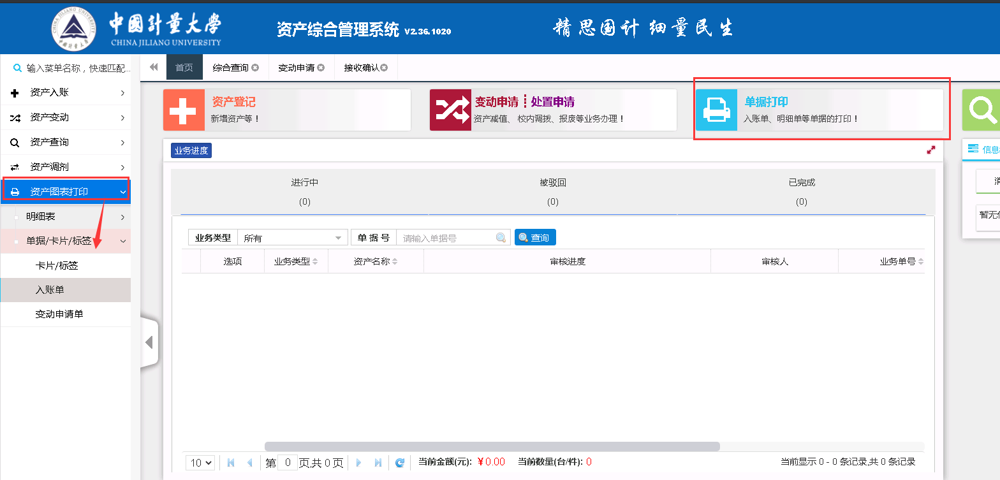 中国计量大学
CHINA JILIANG UNIVERSITY
资产综合管理系统 V2.36.1020
精思国计 细量民生
输入菜单名称，快速匹配...
首页
综合查询
变动申请
接收确认
资产入账
资产变动
资产查询
资产调剂
资产图表打印
明细表
单据/卡片/标签
卡片/标签
入账单
变动申请单
资产登记
新增资产等！
变动申请
处置申请
资产减值、校内调拨、报废等业务办理！
单据打印
入账单、明细单等单据的打印！
业务进度
信息
进行中
(0)
被驳回
(0)
已完成
(0)
暂无
业务类型 所有
单 据 号 请输入单据号
查询
选项 业务类型 资产名称 审核进度 审核人 业务单号
10 第 0 页,共 0 页 当前金额(元): ￥0.00 当前数量(台/件): 0 当前显示 0 - 0 条记录,共 0 条记录